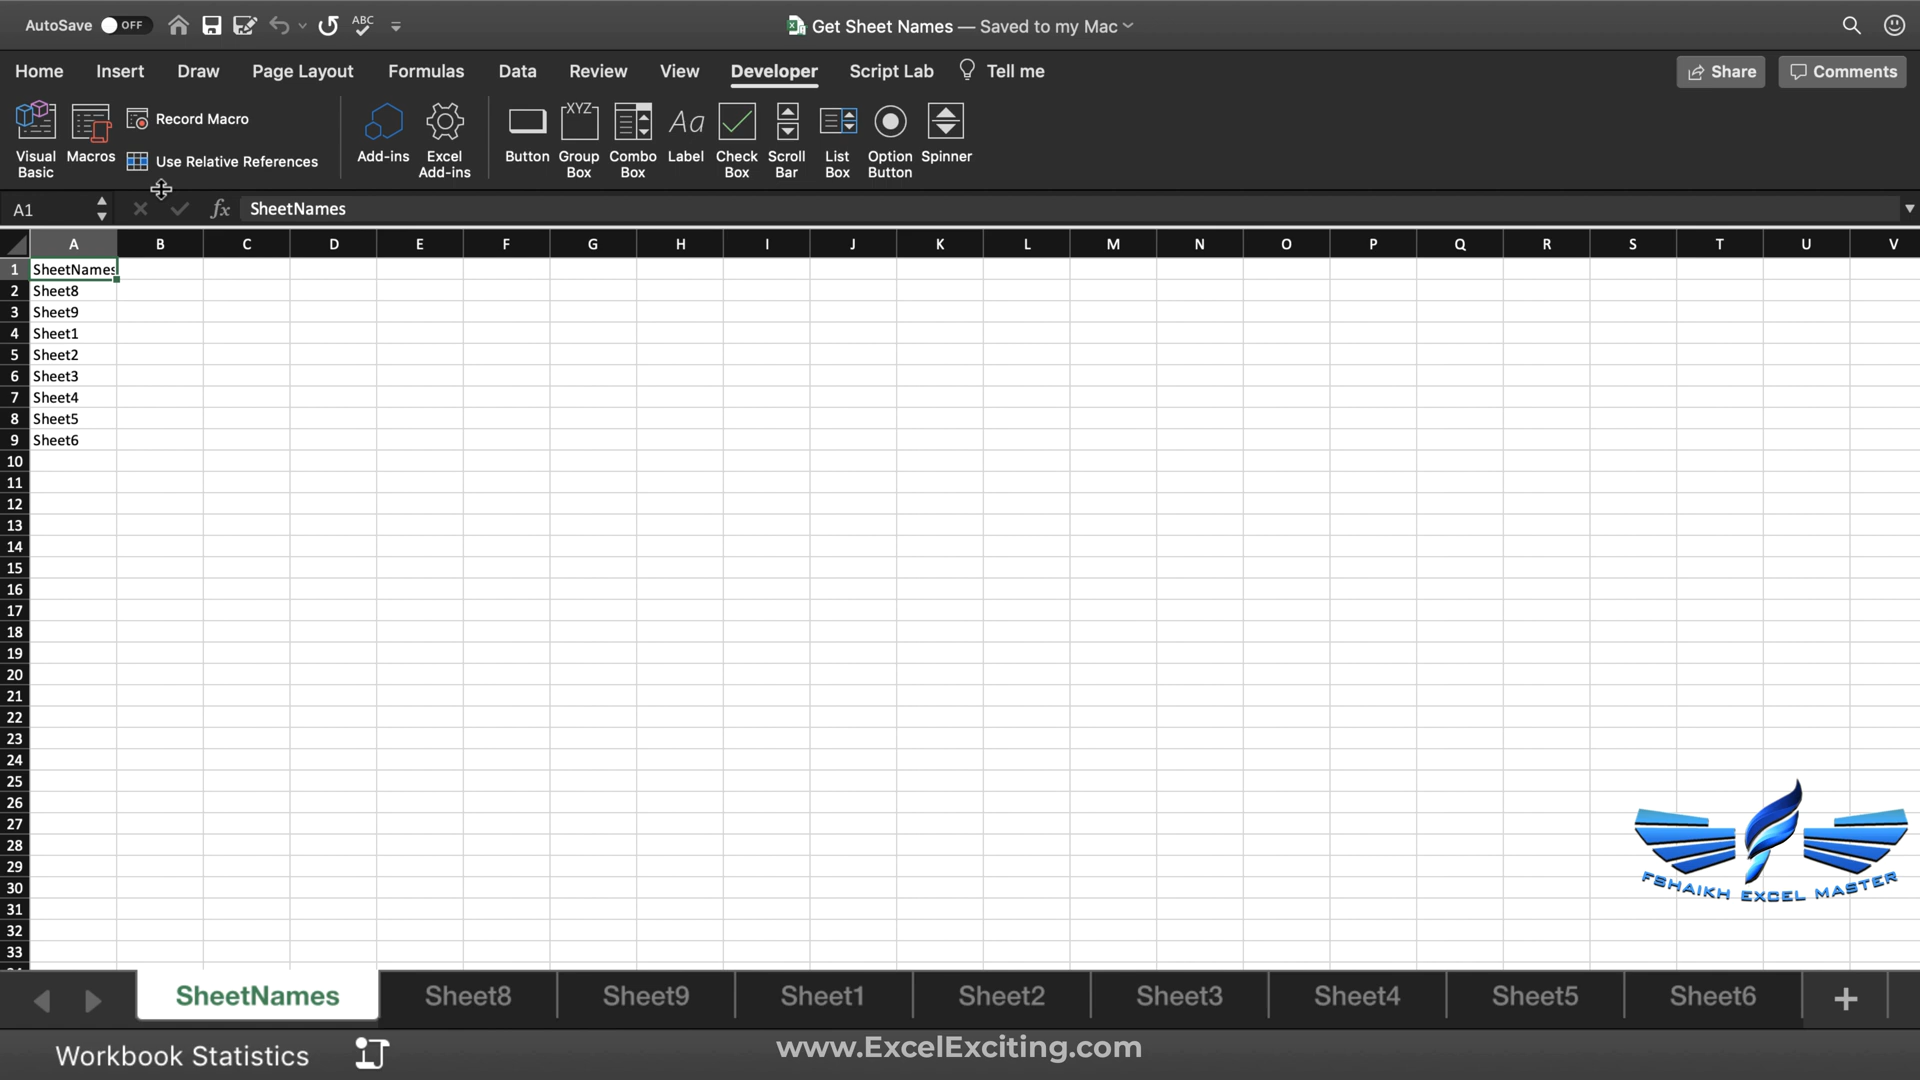 AutoSave OFF ABC Get Sheet Names — Saved to my Mac
Home Insert Draw Page Layout Formulas Data Review View Developer Script Lab Tell me Share Comments
Visual Basic
Macros
Record Macro
Use Relative References
Add-ins
Excel Add-ins
Button
XYZ
Group Box
Combo Box
Aa
Label
Check Box
Scroll Bar
List Box
Option Button
Spinner
A1 fx SheetNames
A B C D E F G H I J K L M N O P Q R S T U V
1 SheetNames
2 Sheet8
3 Sheet9
4 Sheet1
5 Sheet2
6 Sheet3
7 Sheet4
8 Sheet5
9 Sheet6
10
11
12
13
14
15
16
17
18
19
20
21
22
23
24
25
26
27
28
29
30
31
32
33
FSHAIKH EXCEL MASTER
SheetNames Sheet8 Sheet9 Sheet1 Sheet2 Sheet3 Sheet4 Sheet5 Sheet6 +
Workbook Statistics
www.ExcelExciting.com